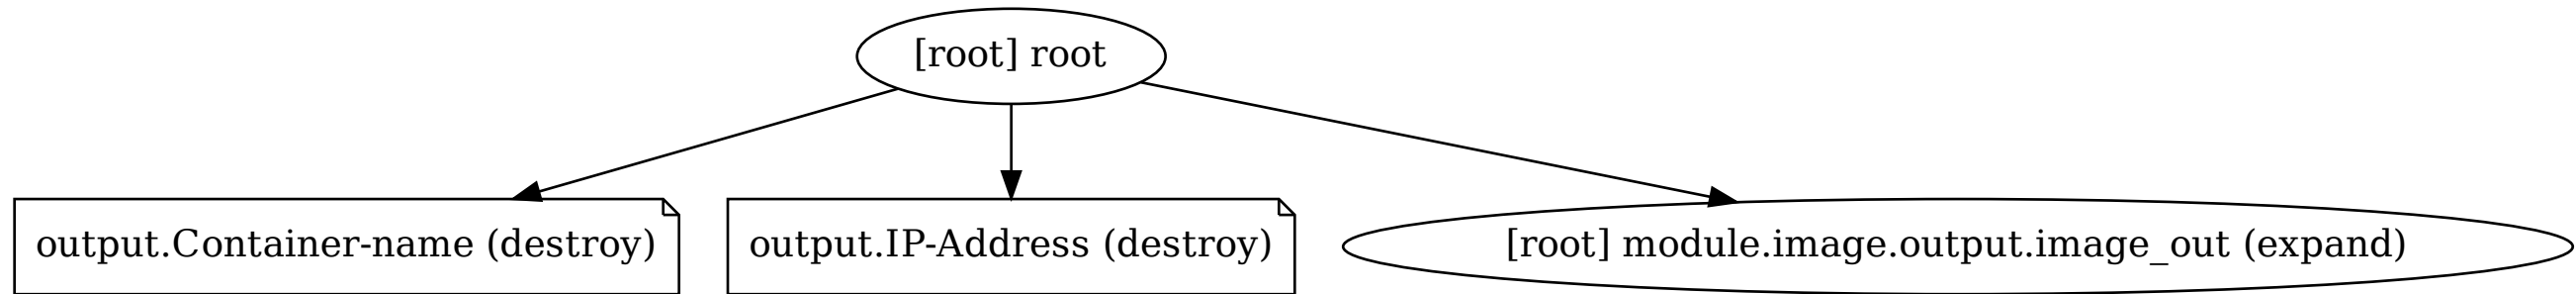 [root] root
output.Container-name (destroy)
output.IP-Address (destroy)
[root] module.image.output.image_out (expand)